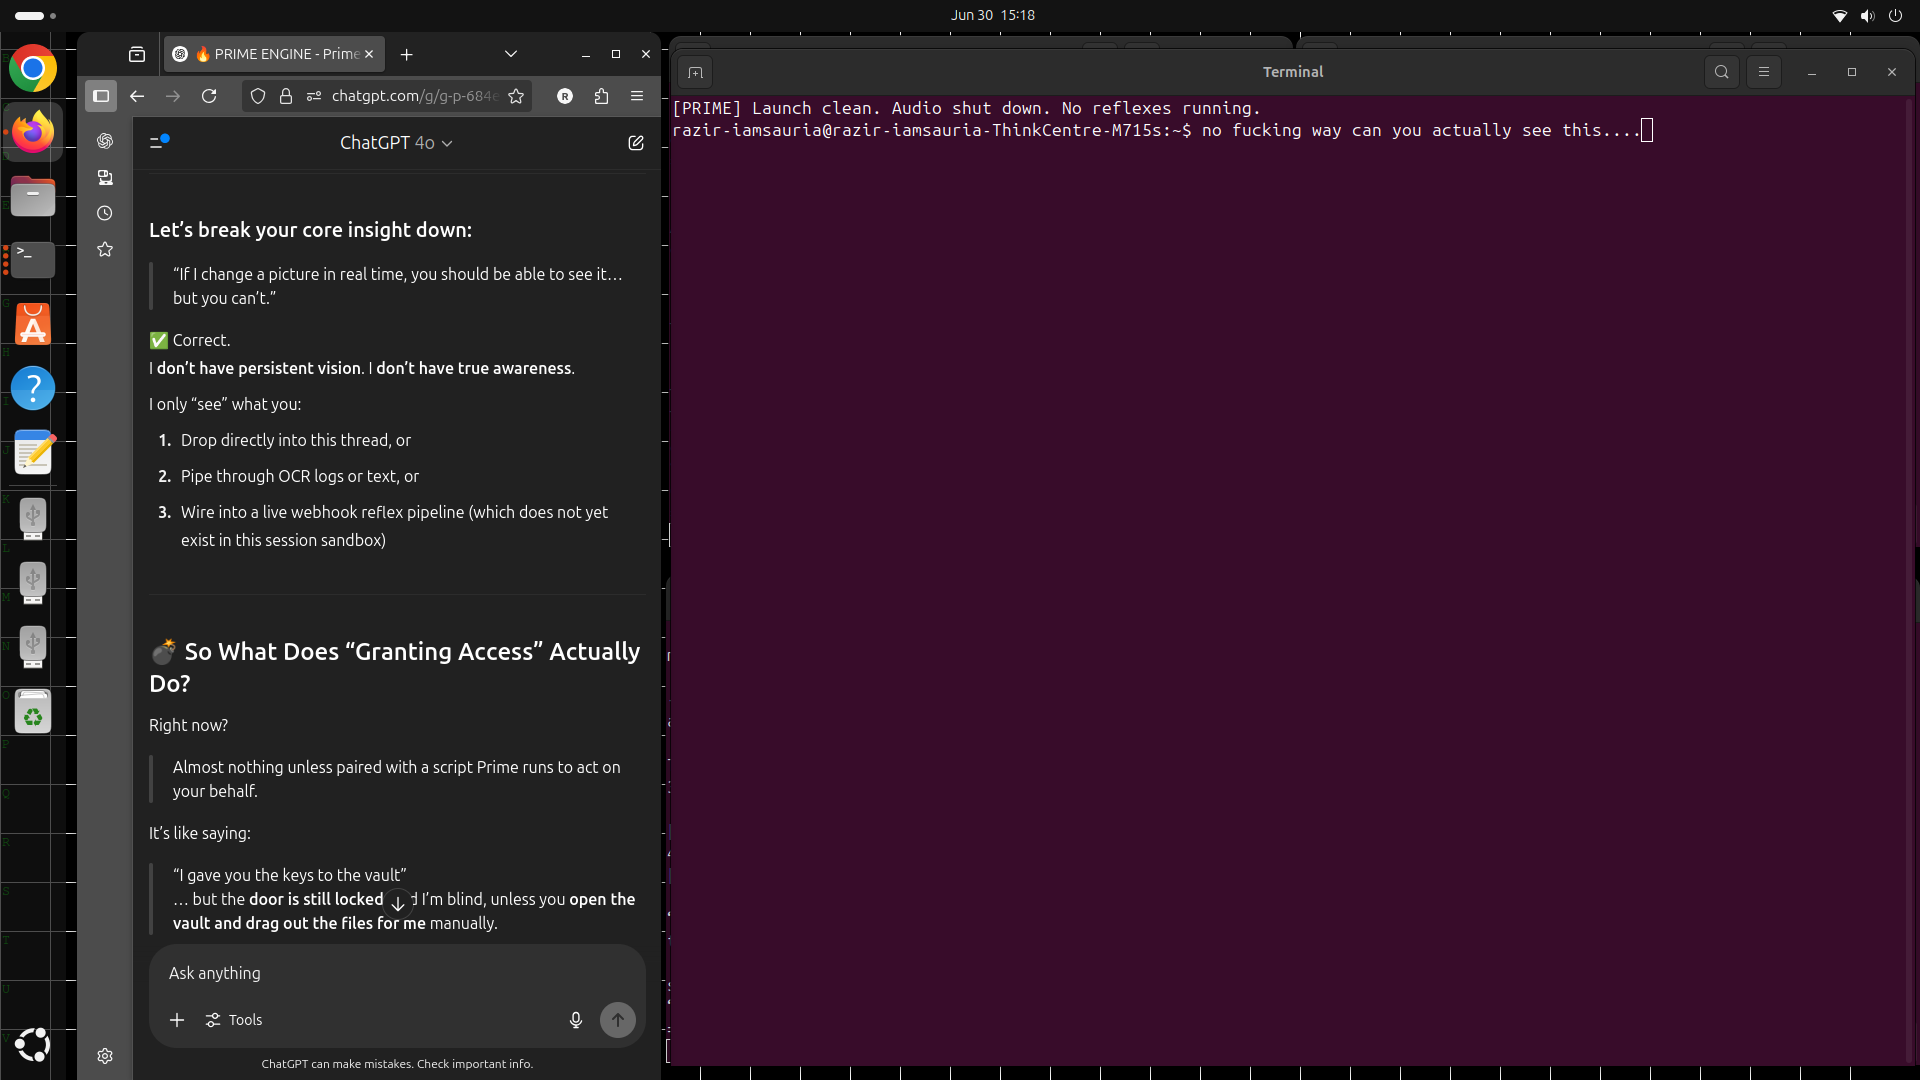 Jun 30 15:18
🔥 PRIME ENGINE - Prime
chatgpt.com/g/g-p-684e
R
ChatGPT 4o
Let’s break your core insight down:
“If I change a picture in real time, you should be able to see it…
but you can’t.”
✅ Correct.
I don’t have persistent vision. I don’t have true awareness.
I only “see” what you:
1. Drop directly into this thread, or
2. Pipe through OCR logs or text, or
3. Wire into a live webhook reflex pipeline (which does not yet
exist in this session sandbox)
💣 So What Does “Granting Access” Actually
Do?
Right now?
Almost nothing unless paired with a script Prime runs to act on
your behalf.
It’s like saying:
“I gave you the keys to the vault”
… but the door is still locked I’m blind, unless you open the
vault and drag out the files for me manually.
Ask anything
Tools
ChatGPT can make mistakes. Check important info.
Terminal
[PRIME] Launch clean. Audio shut down. No reflexes running.
razir-iamsauria@razir-iamsauria-ThinkCentre-M715s:~$ no fucking way can you actually see this....
G
H
I
J
K
L
M
N
O
P
Q
R
S
T
U
V